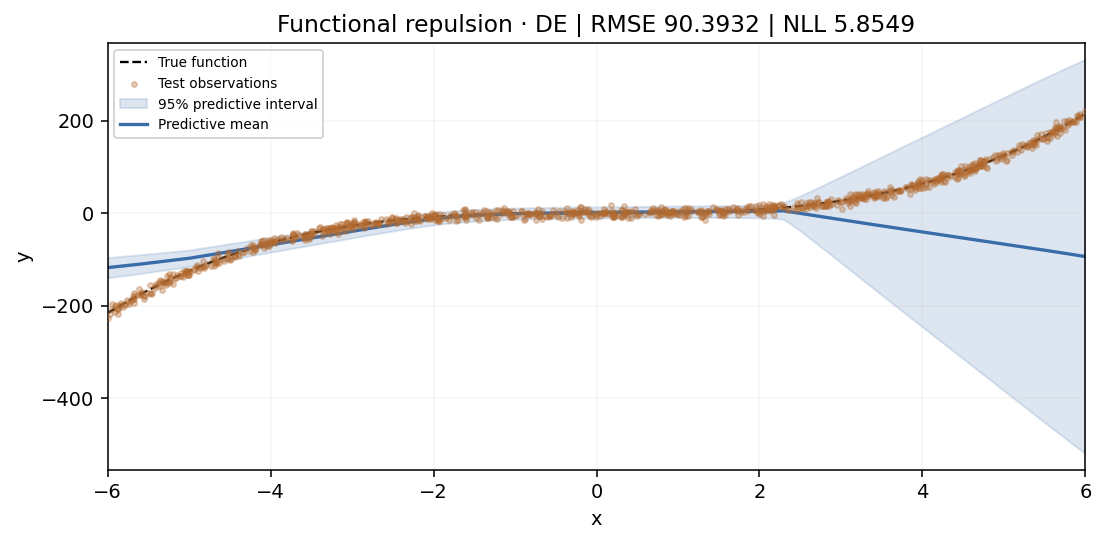 Functional repulsion · DE | RMSE 90.3932 | NLL 5.8549
True function
Test observations
95% predictive interval
Predictive mean
200
0
−200
−400
y
−6
−4
−2
0
2
4
6
x